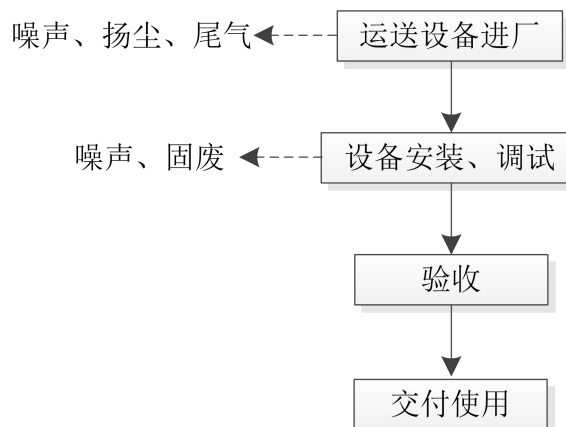 噪声、扬尘、尾气
运送设备进厂
噪声、固废
设备安装、调试
验收
交付使用